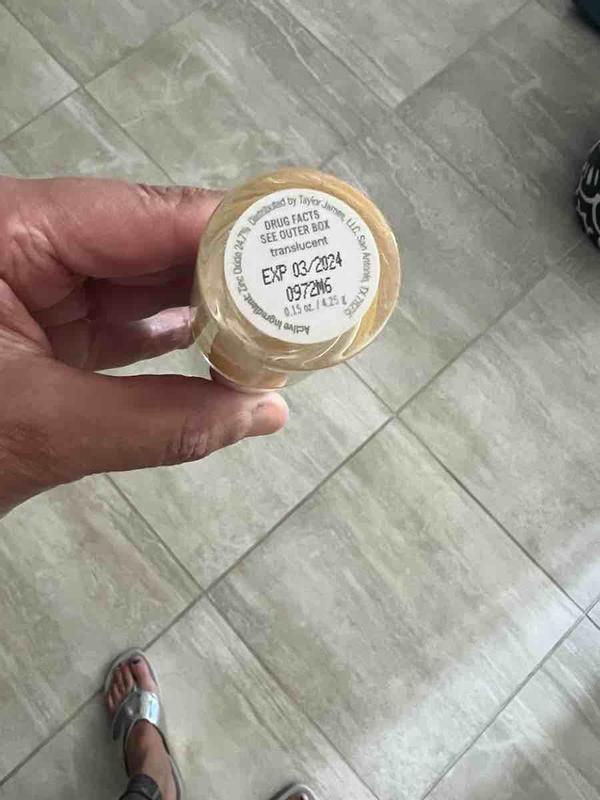 Active Ingredient: Zinc Oxide 24.7% Distributed by Taylor James, LLC. San Antonio, TX 78216
DRUG FACTS
SEE OUTER BOX
translucent
EXP 03/2024
0972M6
0.15 oz. / 4.25 g